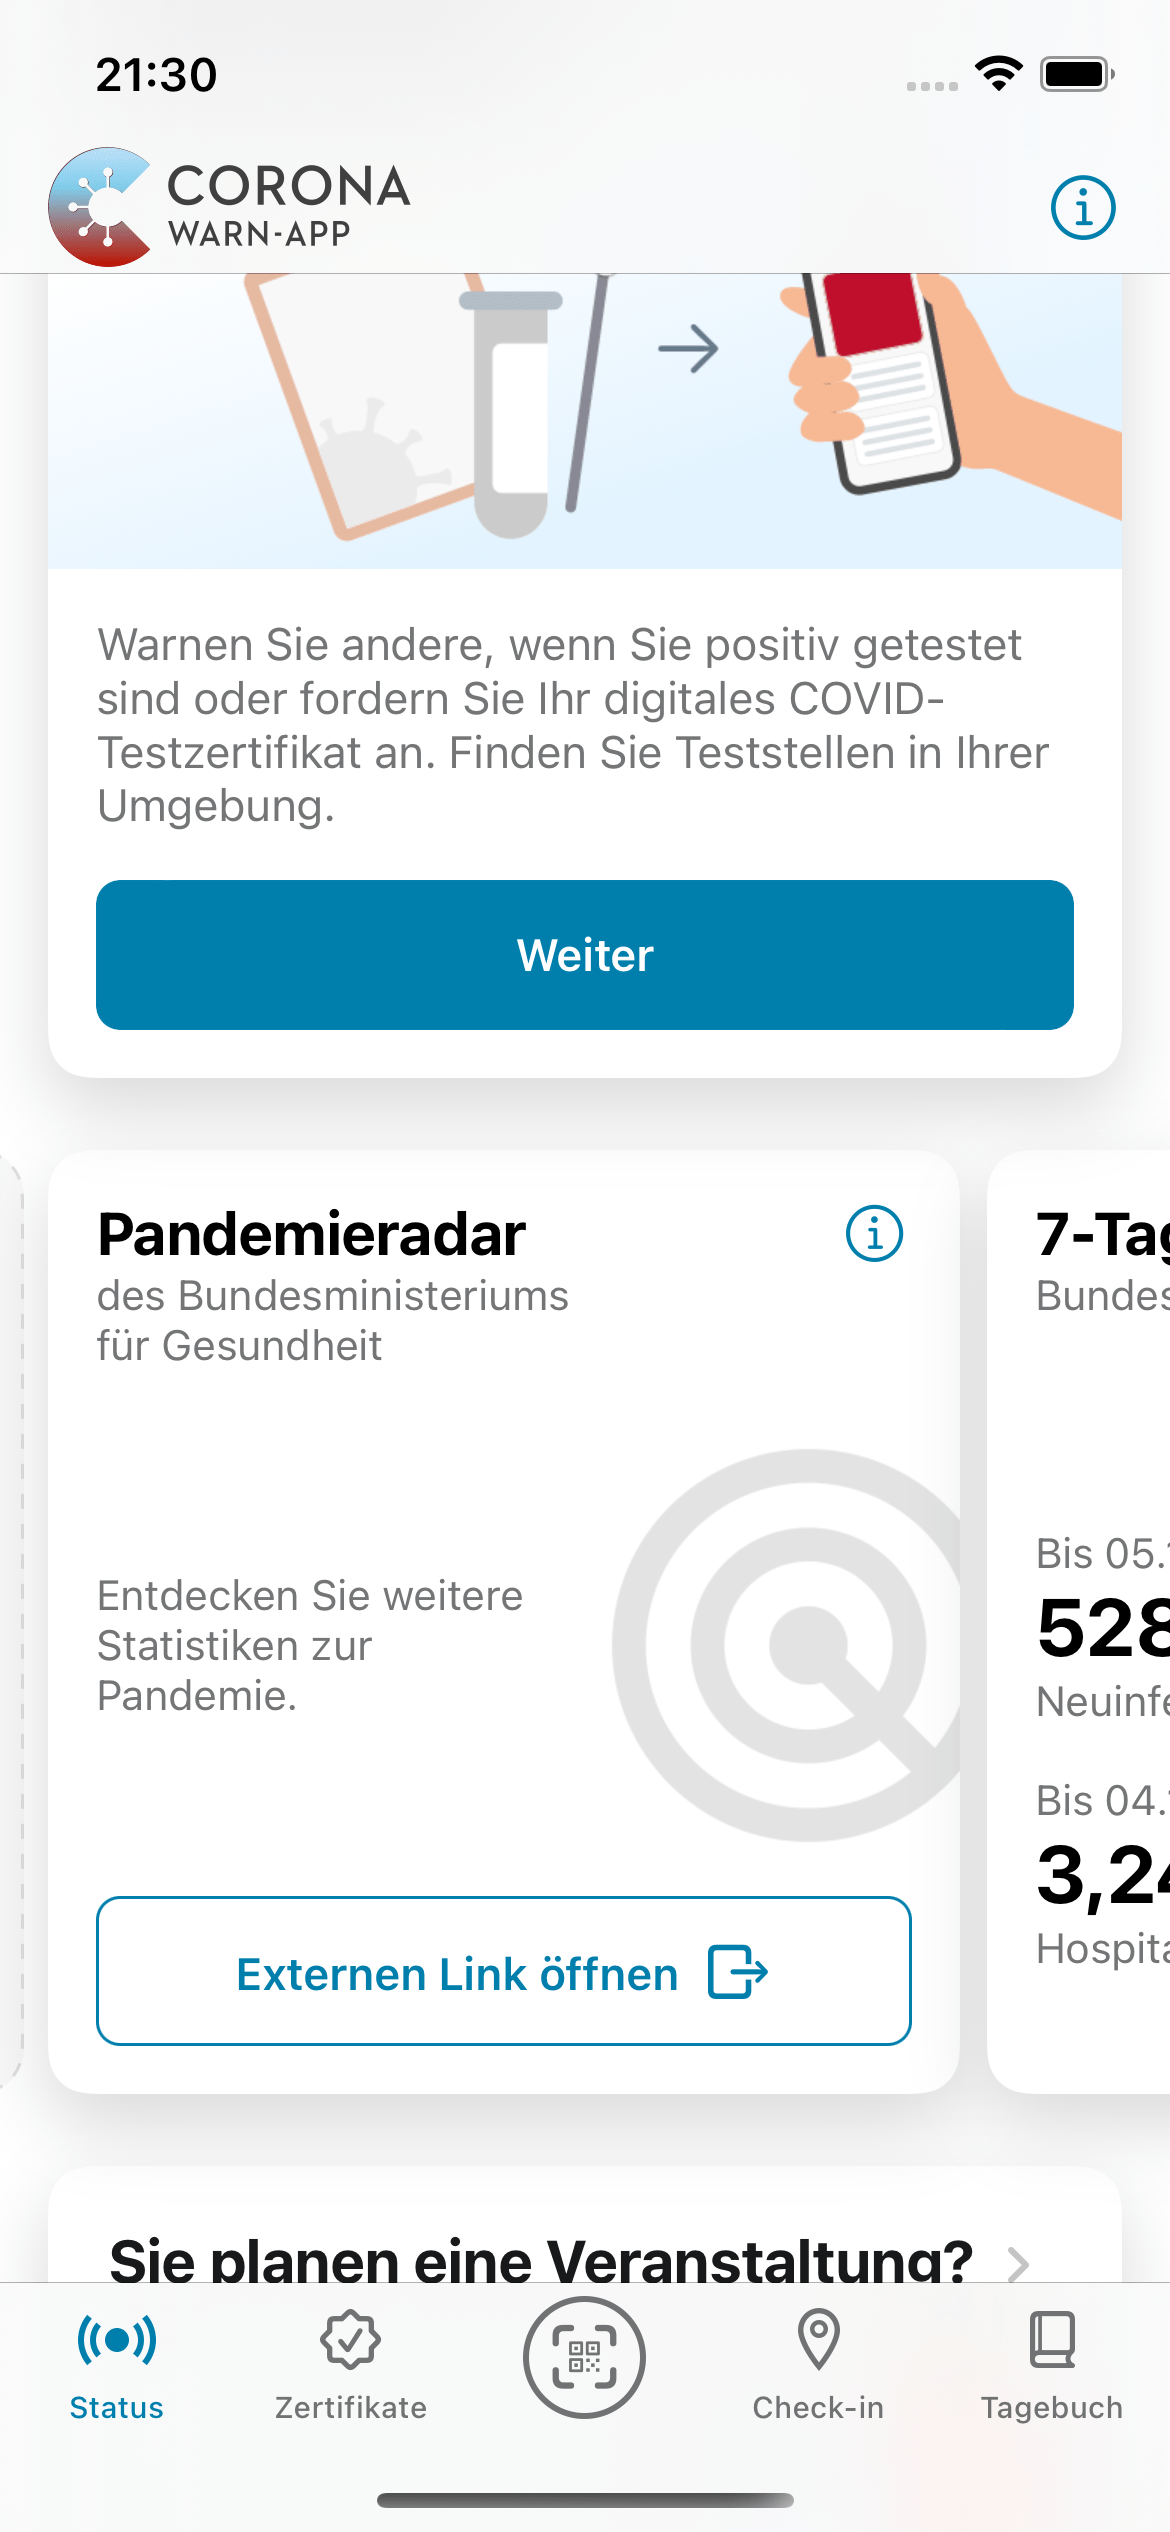 21:30
CORONA
WARN-APP
Warnen Sie andere, wenn Sie positiv getestet
sind oder fordern Sie Ihr digitales COVID-
Testzertifikat an. Finden Sie Teststellen in Ihrer
Umgebung.
Weiter
Pandemieradar
des Bundesministeriums
für Gesundheit
Entdecken Sie weitere
Statistiken zur
Pandemie.
Externen Link öffnen
7-Tag
Bundes
Bis 05.
528
Neuinfe
Bis 04.
3,24
Hospita
Sie planen eine Veranstaltung?
Status
Zertifikate
Check-in
Tagebuch